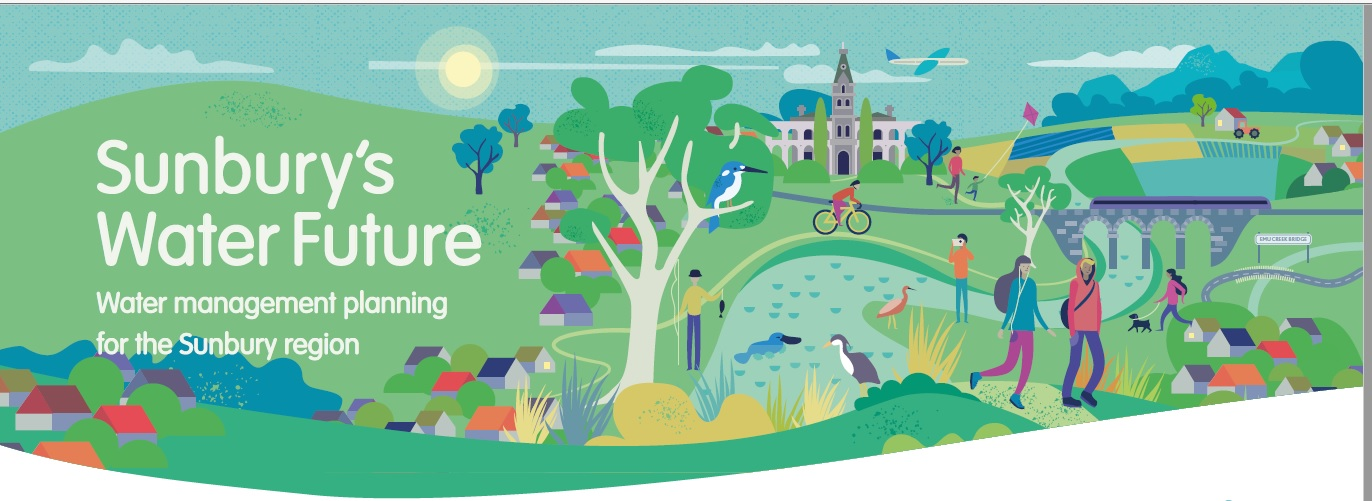 Sunbury's
Water Future
Water management planning
for the Sunbury region
EMU CREEK BRIDGE